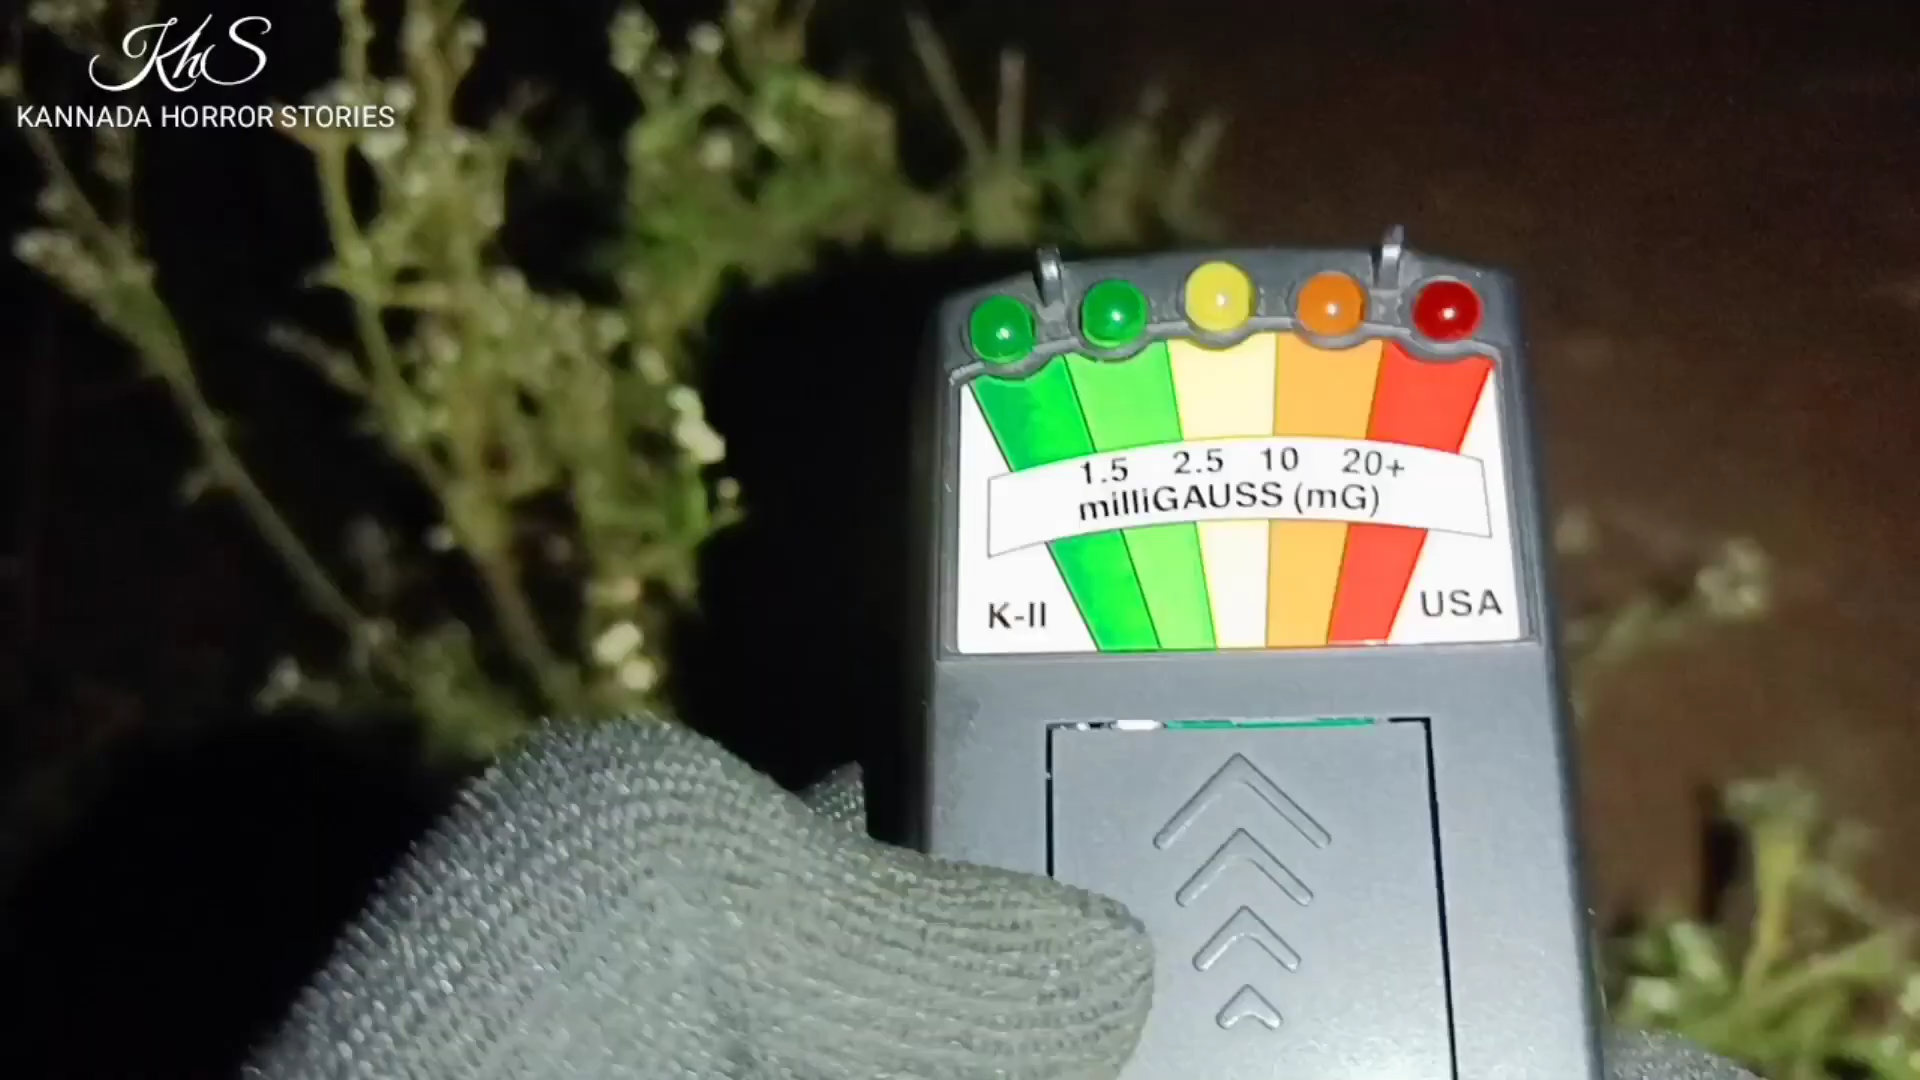 KhS
KANNADA HORROR STORIES
1.5 2.5 10 20+
milliGAUSS (mG)
K-II
USA